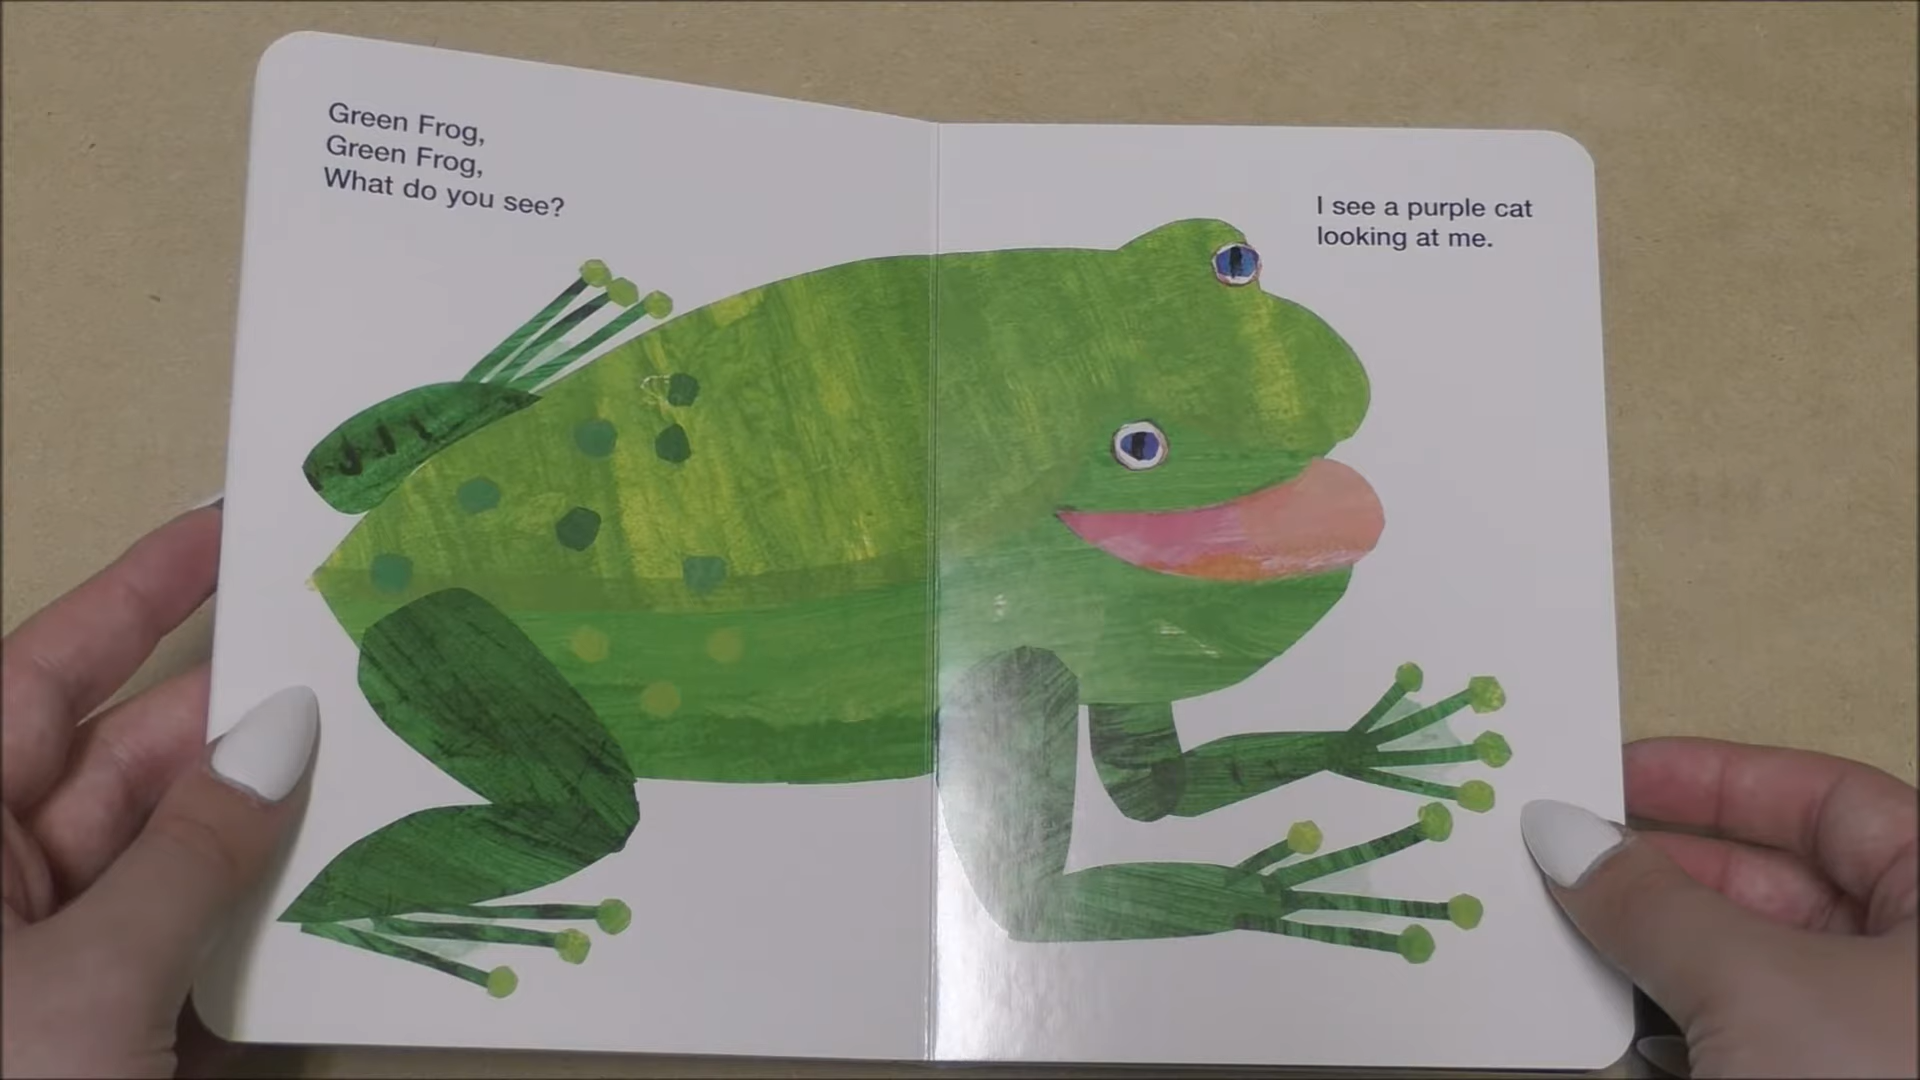 Green Frog,
Green Frog,
What do you see?
I see a purple cat
looking at me.